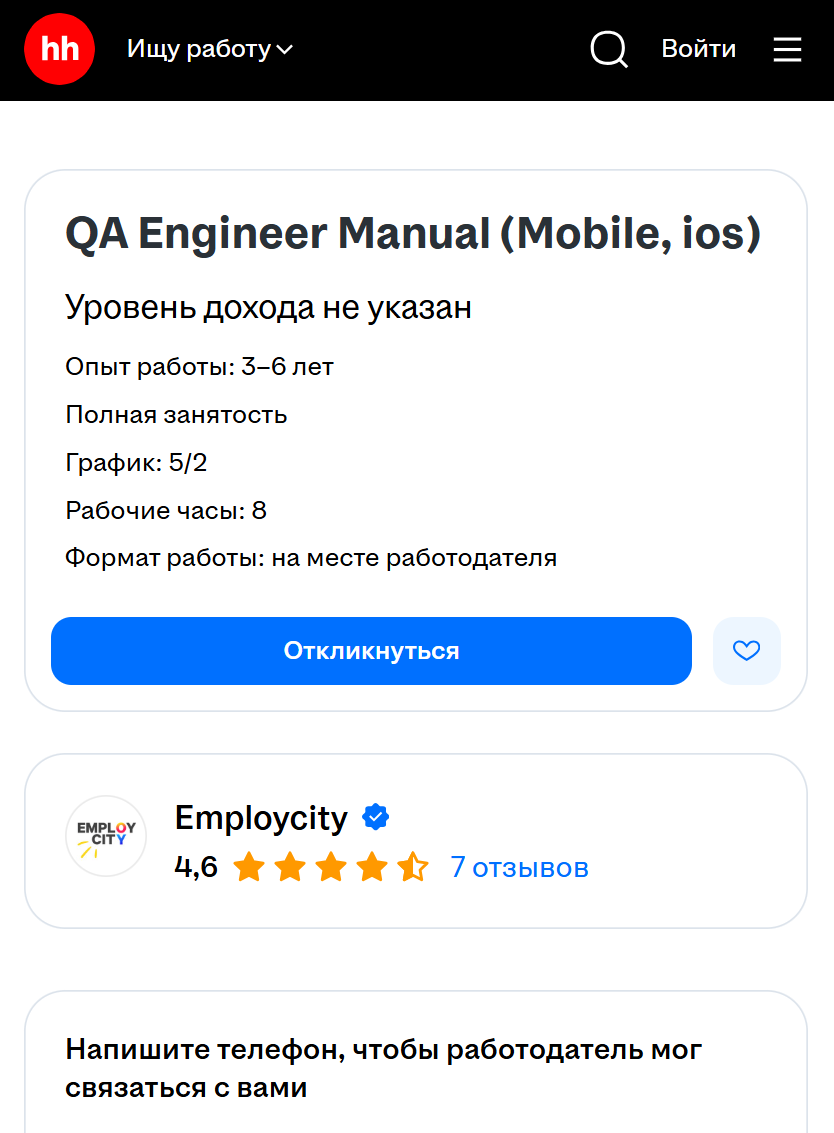 hh
Ищу работу
Войти
QA Engineer Manual (Mobile, ios)
Уровень дохода не указан
Опыт работы: 3–6 лет
Полная занятость
График: 5/2
Рабочие часы: 8
Формат работы: на месте работодателя
Откликнуться
EMPLOY
CITY
Employcity
4,6
7 отзывов
Напишите телефон, чтобы работодатель мог
связаться с вами